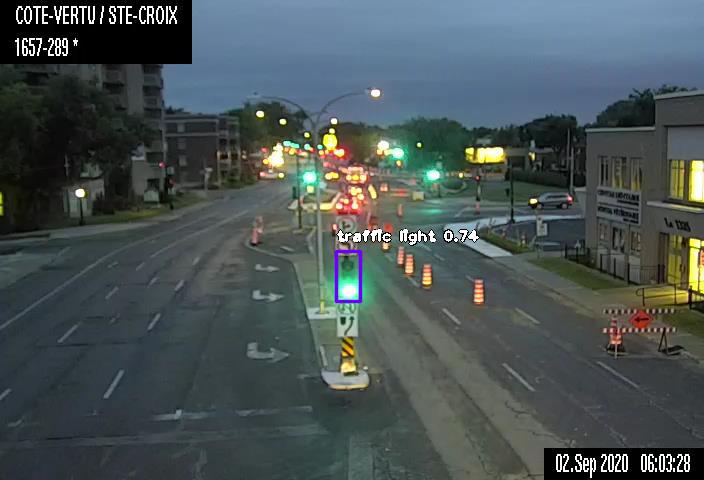 COTE-VERTU / STE-CROIX
1657-289 *
traffic light 0.74
02.Sep 2020 06:03:28